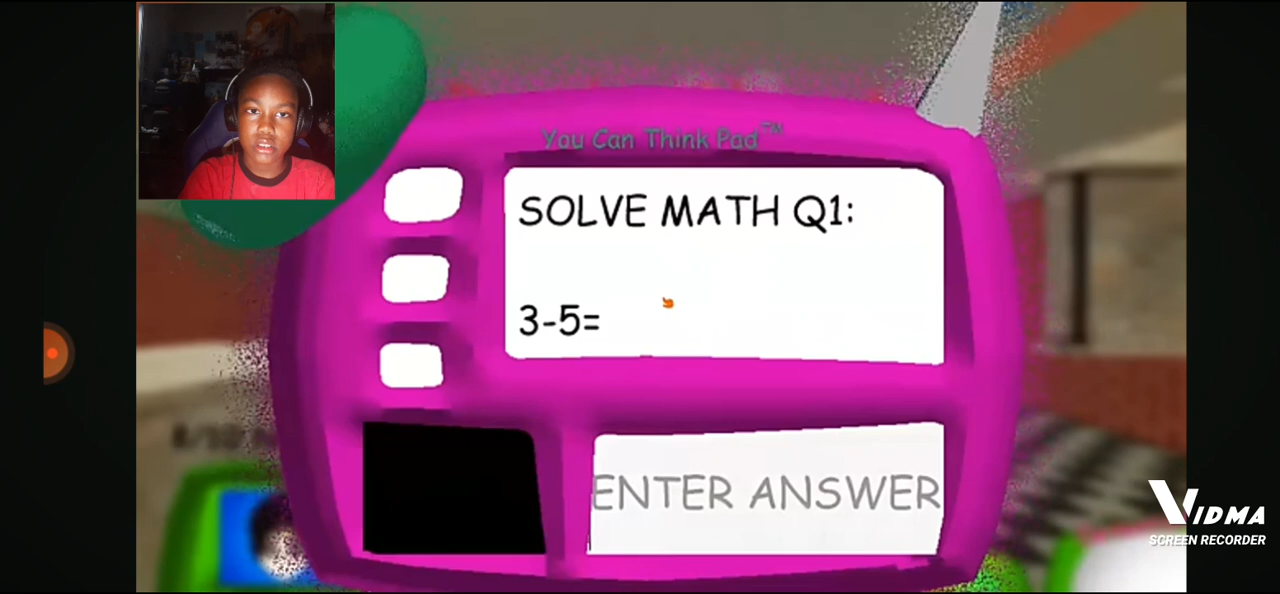 You Can Think Pad™
SOLVE MATH Q1:
3-5=
ENTER ANSWER
VIDMA
SCREEN RECORDER